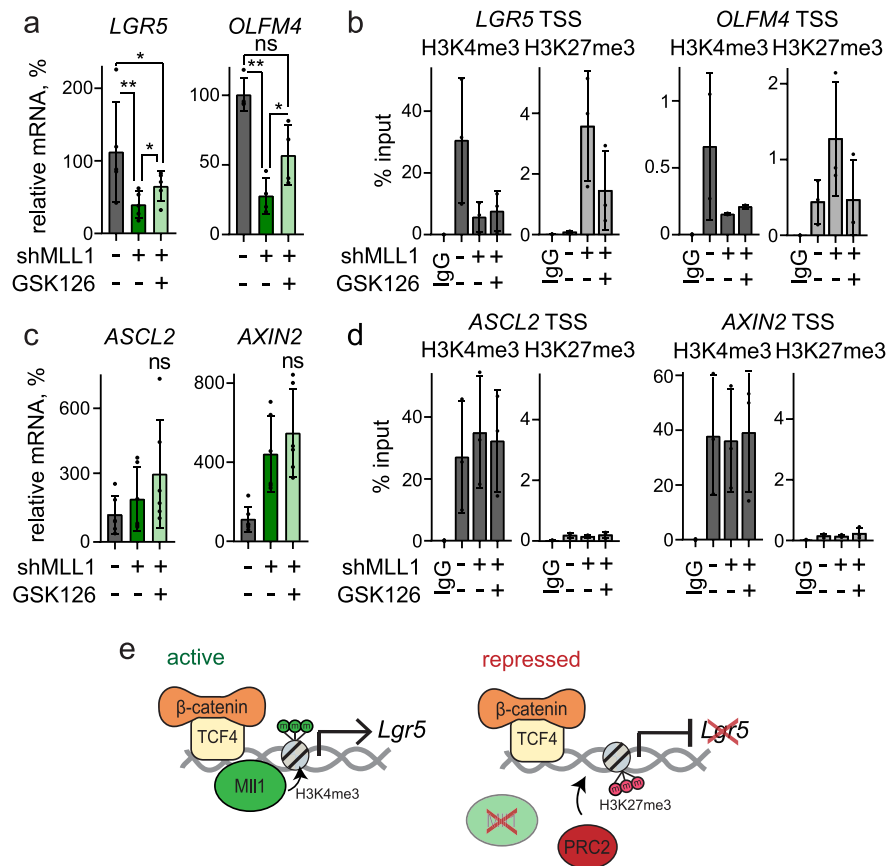 a
LGR5
OLFM4
relative mRNA, %
200
100
0
*
**
*
100
50
0
ns
**
*
shMLL1 - + + - + +
GSK126 - - + - - +
b
LGR5 TSS
H3K4me3 H3K27me3
% input
60
40
20
0
4
2
0
OLFM4 TSS
H3K4me3 H3K27me3
1
0.5
0
2
1
0
shMLL1 IgG - + + IgG - + + IgG - + + IgG - + +
GSK126 - - + - - + - - + - - +
c
ASCL2
AXIN2
relative mRNA, %
600
300
0
ns
800
400
0
ns
shMLL1 - + + - + +
GSK126 - - + - - +
d
ASCL2 TSS
H3K4me3 H3K27me3
% input
40
20
0
4
2
0
AXIN2 TSS
H3K4me3 H3K27me3
60
40
20
0
4
2
0
shMLL1 IgG - + + IgG - + + IgG - + + IgG - + +
GSK126 - - + - - + - - + - - +
e
active
β-catenin
TCF4
Mll1
m m m
H3K4me3
Lgr5
repressed
β-catenin
TCF4
m m m
H3K27me3
PRC2
Lgr5